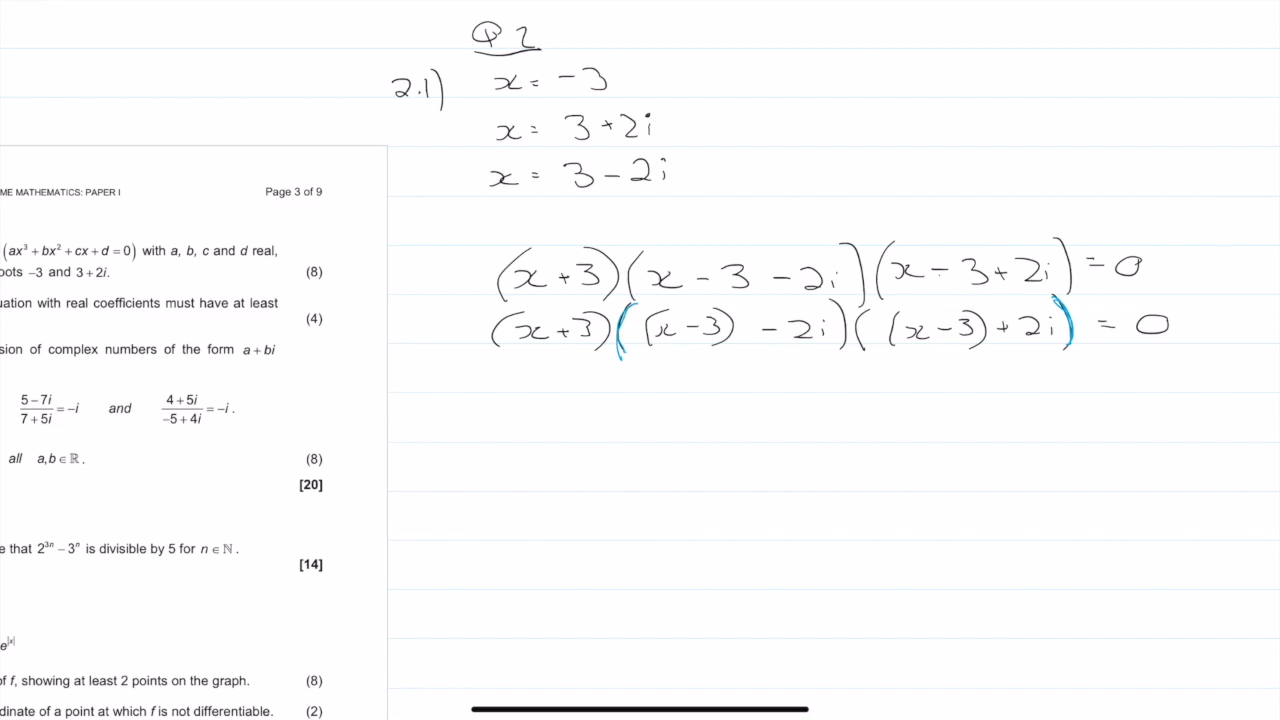 Q 2
2.1) x = -3
x = 3 + 2i
x = 3 - 2i
(x + 3)(x - 3 - 2i)(x - 3 + 2i) = 0
(x + 3)((x - 3) - 2i)((x - 3) + 2i) = 0
ME MATHEMATICS: PAPER I Page 3 of 9
(ax³ + bx² + cx + d = 0) with a, b, c and d real,
oots -3 and 3 + 2i. (8)
uation with real coefficients must have at least
(4)
sion of complex numbers of the form a + bi
(5 - 7i)/(7 + 5i) = -i and (4 + 5i)/(-5 + 4i) = -i.
all a, b ∈ ℝ. (8)
[20]
e that 2³ⁿ - 3ⁿ is divisible by 5 for n ∈ ℕ.
[14]
e^|x|
of f, showing at least 2 points on the graph. (8)
dinate of a point at which f is not differentiable. (2)